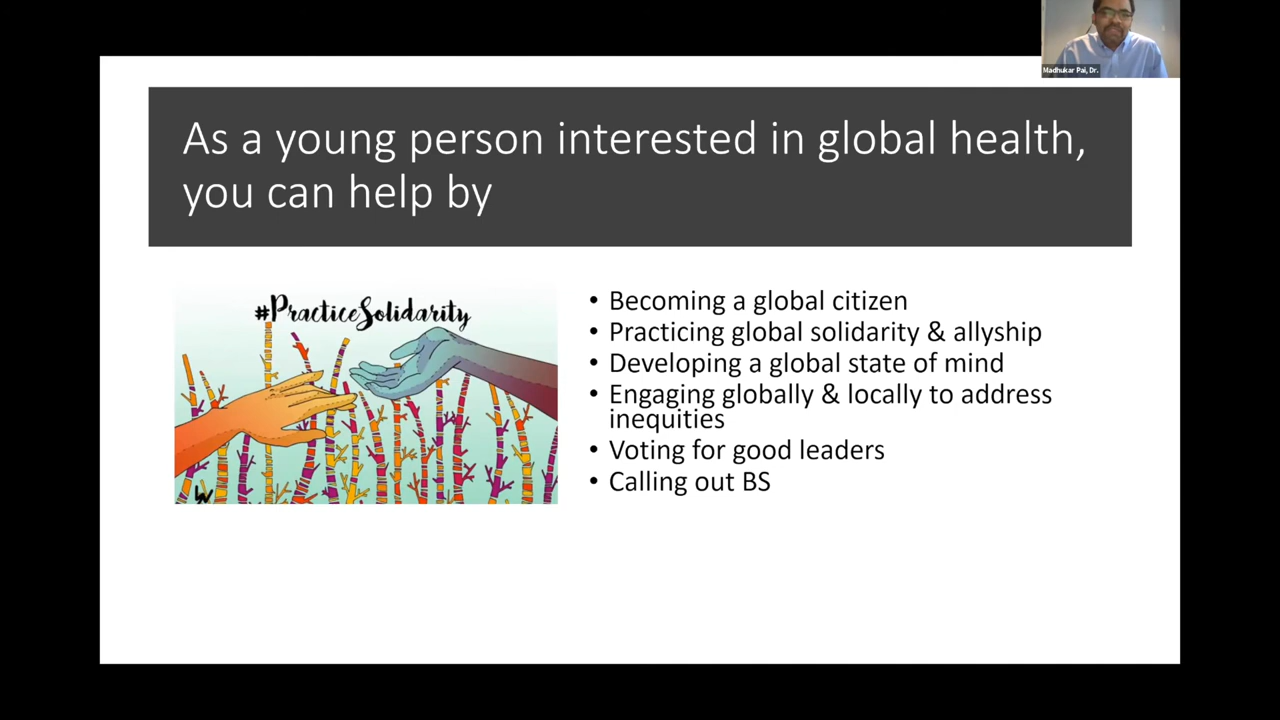 Madhukar Pai, Dr.
As a young person interested in global health,
you can help by
#PracticeSolidarity
• Becoming a global citizen
• Practicing global solidarity & allyship
• Developing a global state of mind
• Engaging globally & locally to address
inequities
• Voting for good leaders
• Calling out BS